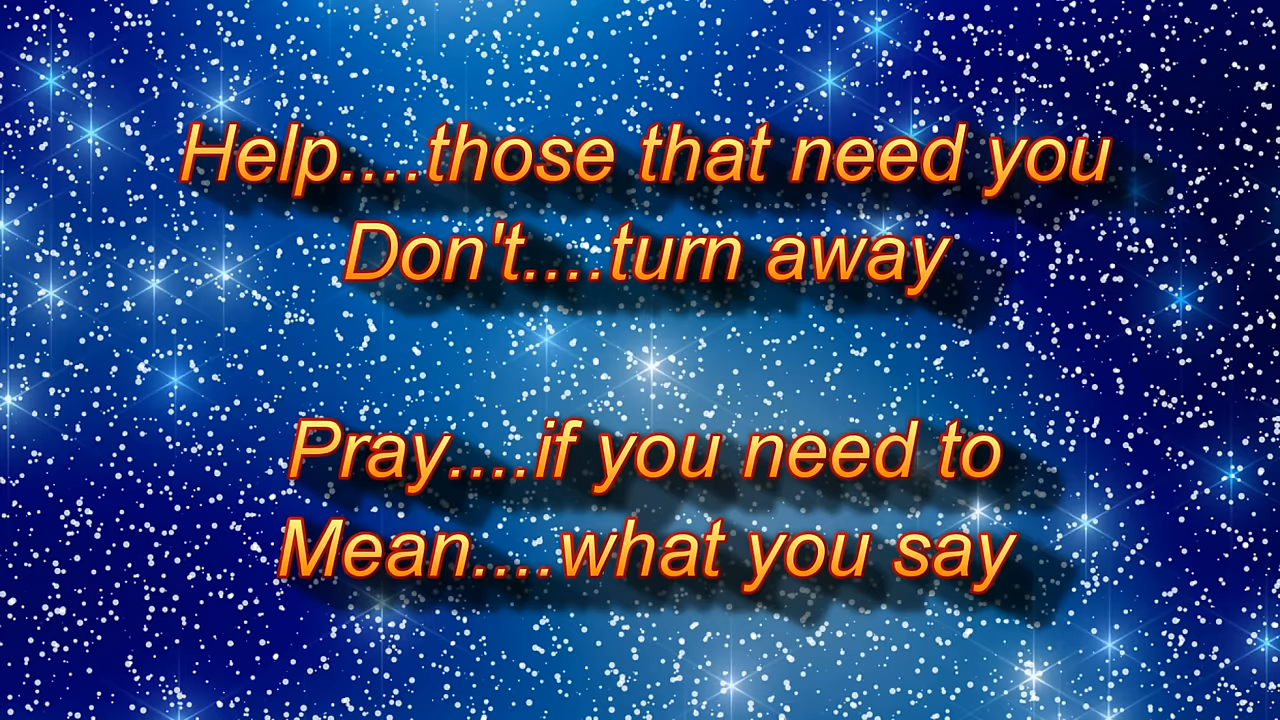 Help....those that need you
Don't....turn away
Pray....if you need to
Mean....what you say